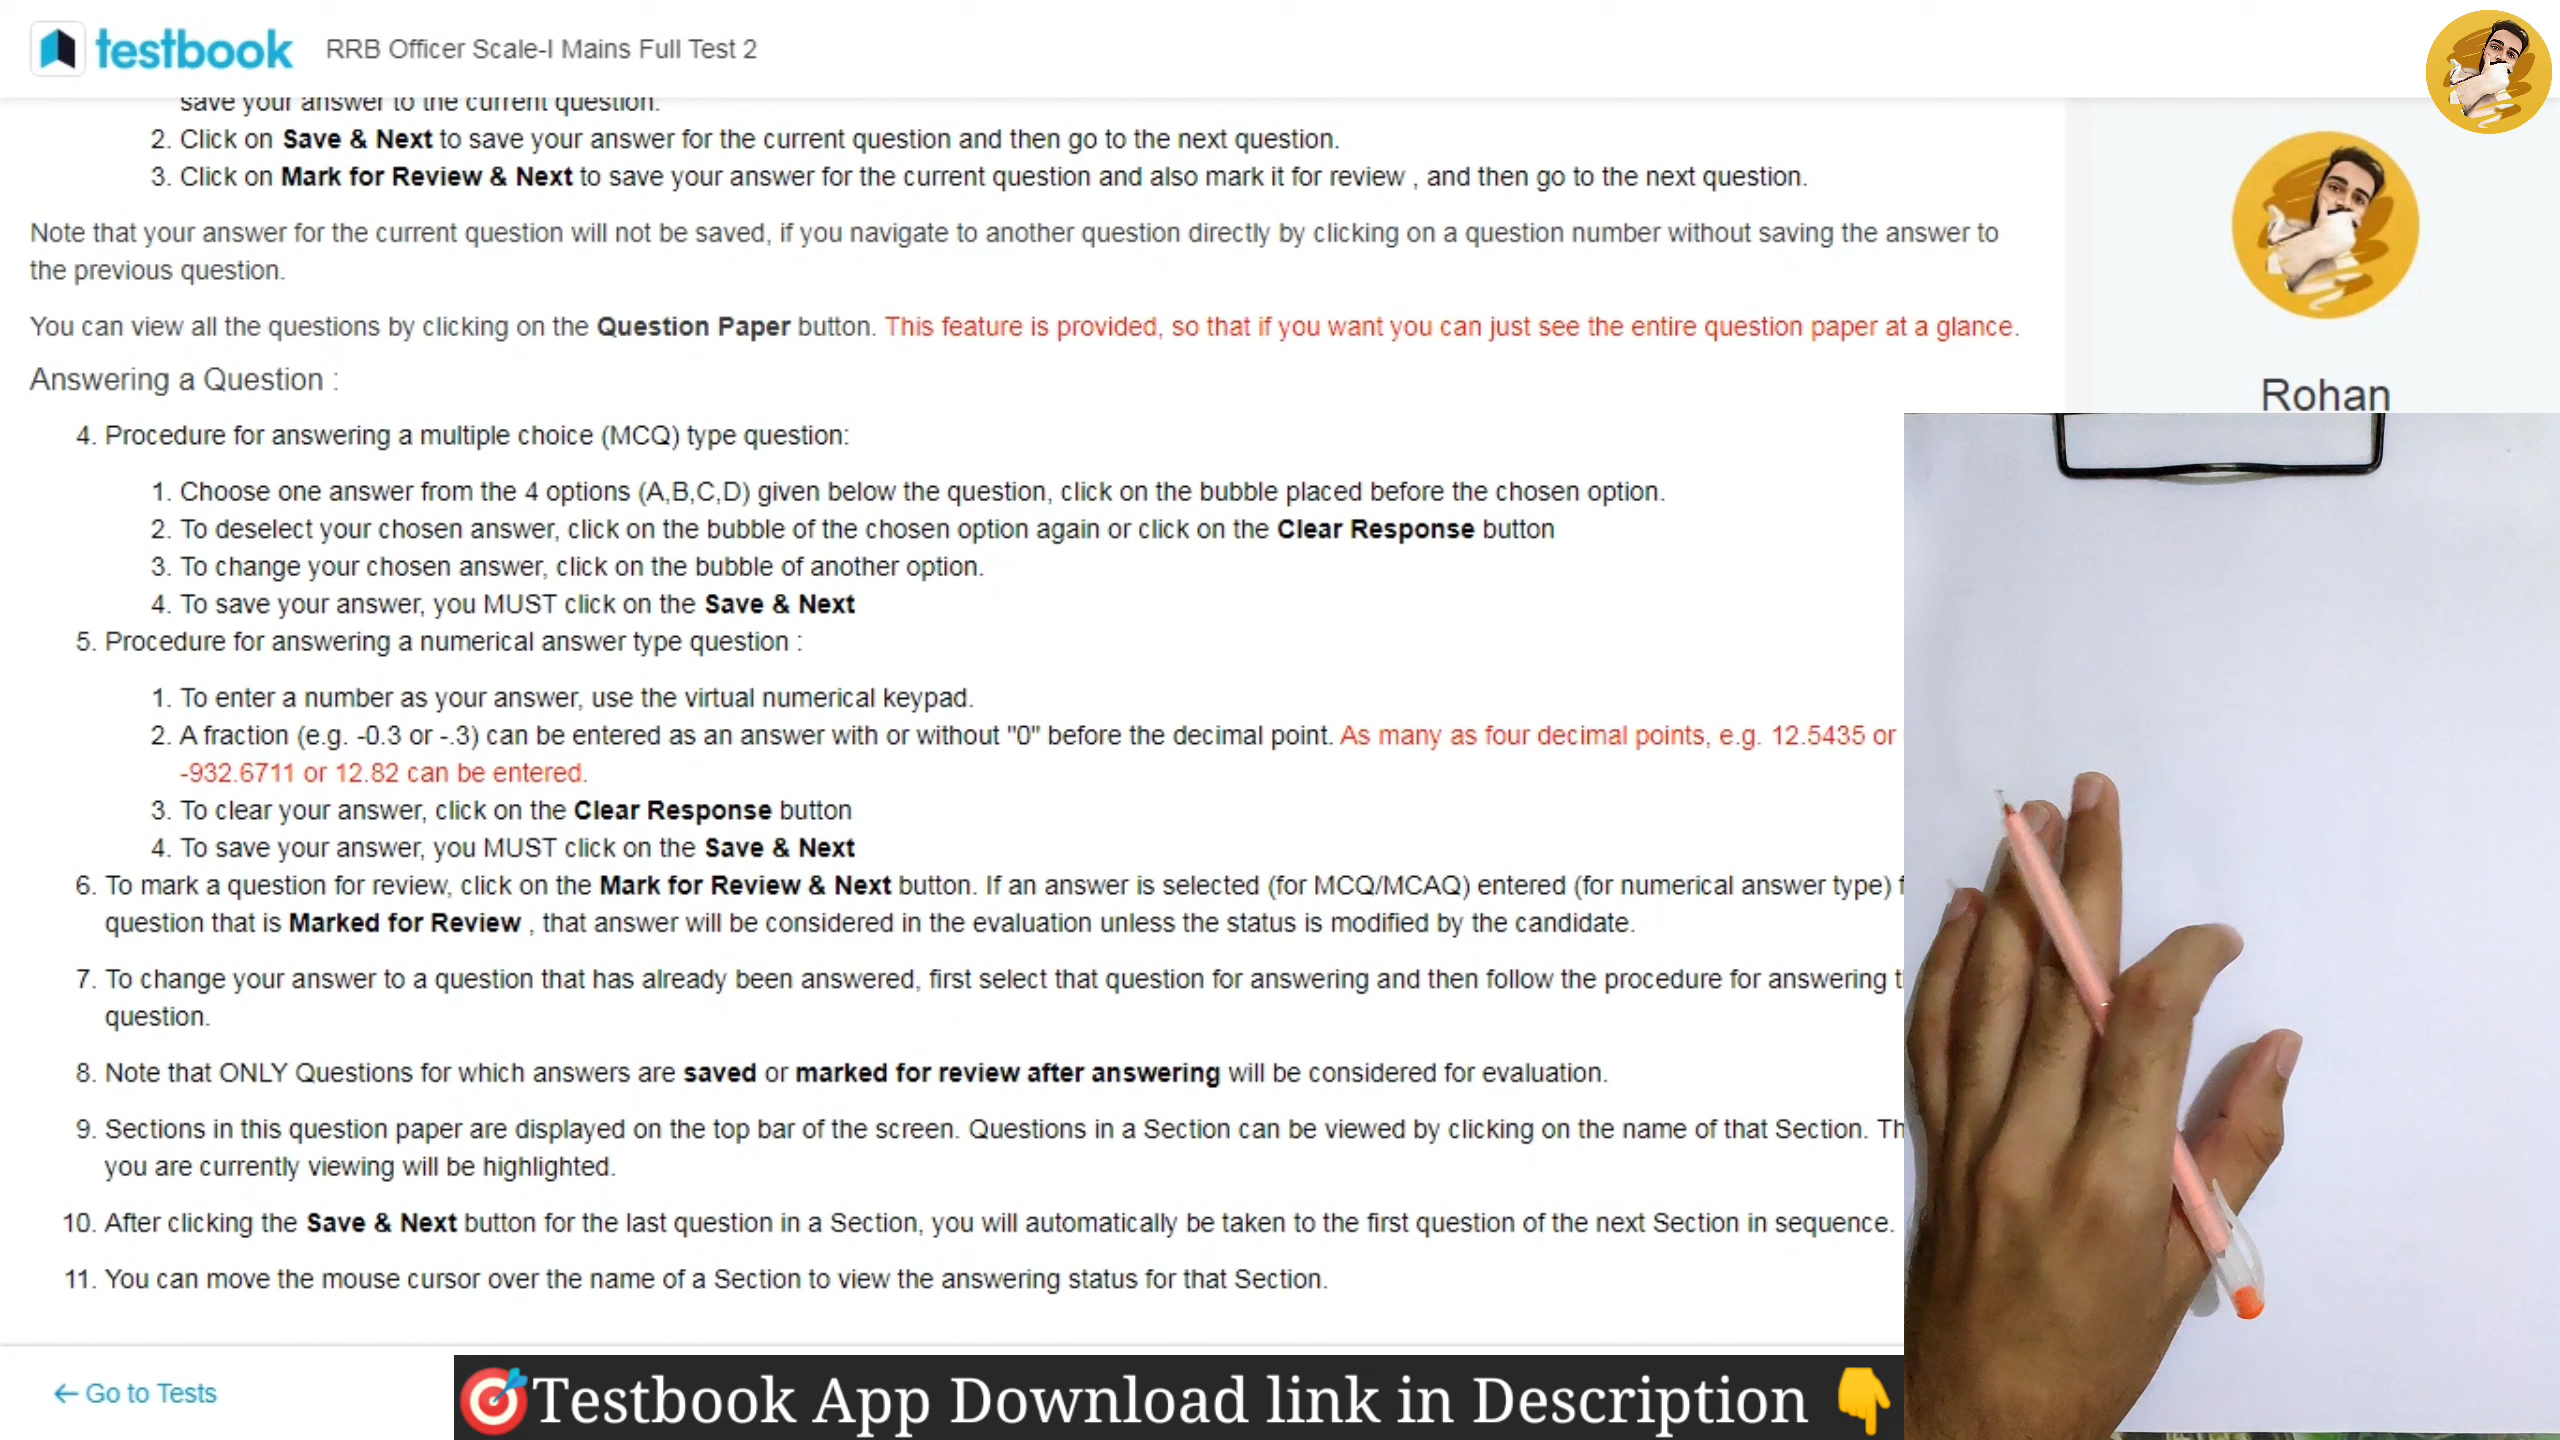 testbook RRB Officer Scale-I Mains Full Test 2
save your answer to the current question.
2. Click on Save & Next to save your answer for the current question and then go to the next question.
3. Click on Mark for Review & Next to save your answer for the current question and also mark it for review , and then go to the next question.
Note that your answer for the current question will not be saved, if you navigate to another question directly by clicking on a question number without saving the answer to
the previous question.
You can view all the questions by clicking on the Question Paper button. This feature is provided, so that if you want you can just see the entire question paper at a glance.
Answering a Question :
Rohan
4. Procedure for answering a multiple choice (MCQ) type question:
1. Choose one answer from the 4 options (A,B,C,D) given below the question, click on the bubble placed before the chosen option.
2. To deselect your chosen answer, click on the bubble of the chosen option again or click on the Clear Response button
3. To change your chosen answer, click on the bubble of another option.
4. To save your answer, you MUST click on the Save & Next
5. Procedure for answering a numerical answer type question :
1. To enter a number as your answer, use the virtual numerical keypad.
2. A fraction (e.g. -0.3 or -.3) can be entered as an answer with or without "0" before the decimal point. As many as four decimal points, e.g. 12.5435 or
-932.6711 or 12.82 can be entered.
3. To clear your answer, click on the Clear Response button
4. To save your answer, you MUST click on the Save & Next
6. To mark a question for review, click on the Mark for Review & Next button. If an answer is selected (for MCQ/MCAQ) entered (for numerical answer type)
question that is Marked for Review , that answer will be considered in the evaluation unless the status is modified by the candidate.
7. To change your answer to a question that has already been answered, first select that question for answering and then follow the procedure for answering
question.
8. Note that ONLY Questions for which answers are saved or marked for review after answering will be considered for evaluation.
9. Sections in this question paper are displayed on the top bar of the screen. Questions in a Section can be viewed by clicking on the name of that Section.
you are currently viewing will be highlighted.
10. After clicking the Save & Next button for the last question in a Section, you will automatically be taken to the first question of the next Section in sequence.
11. You can move the mouse cursor over the name of a Section to view the answering status for that Section.
← Go to Tests
🎯Testbook App Download link in Description 👇